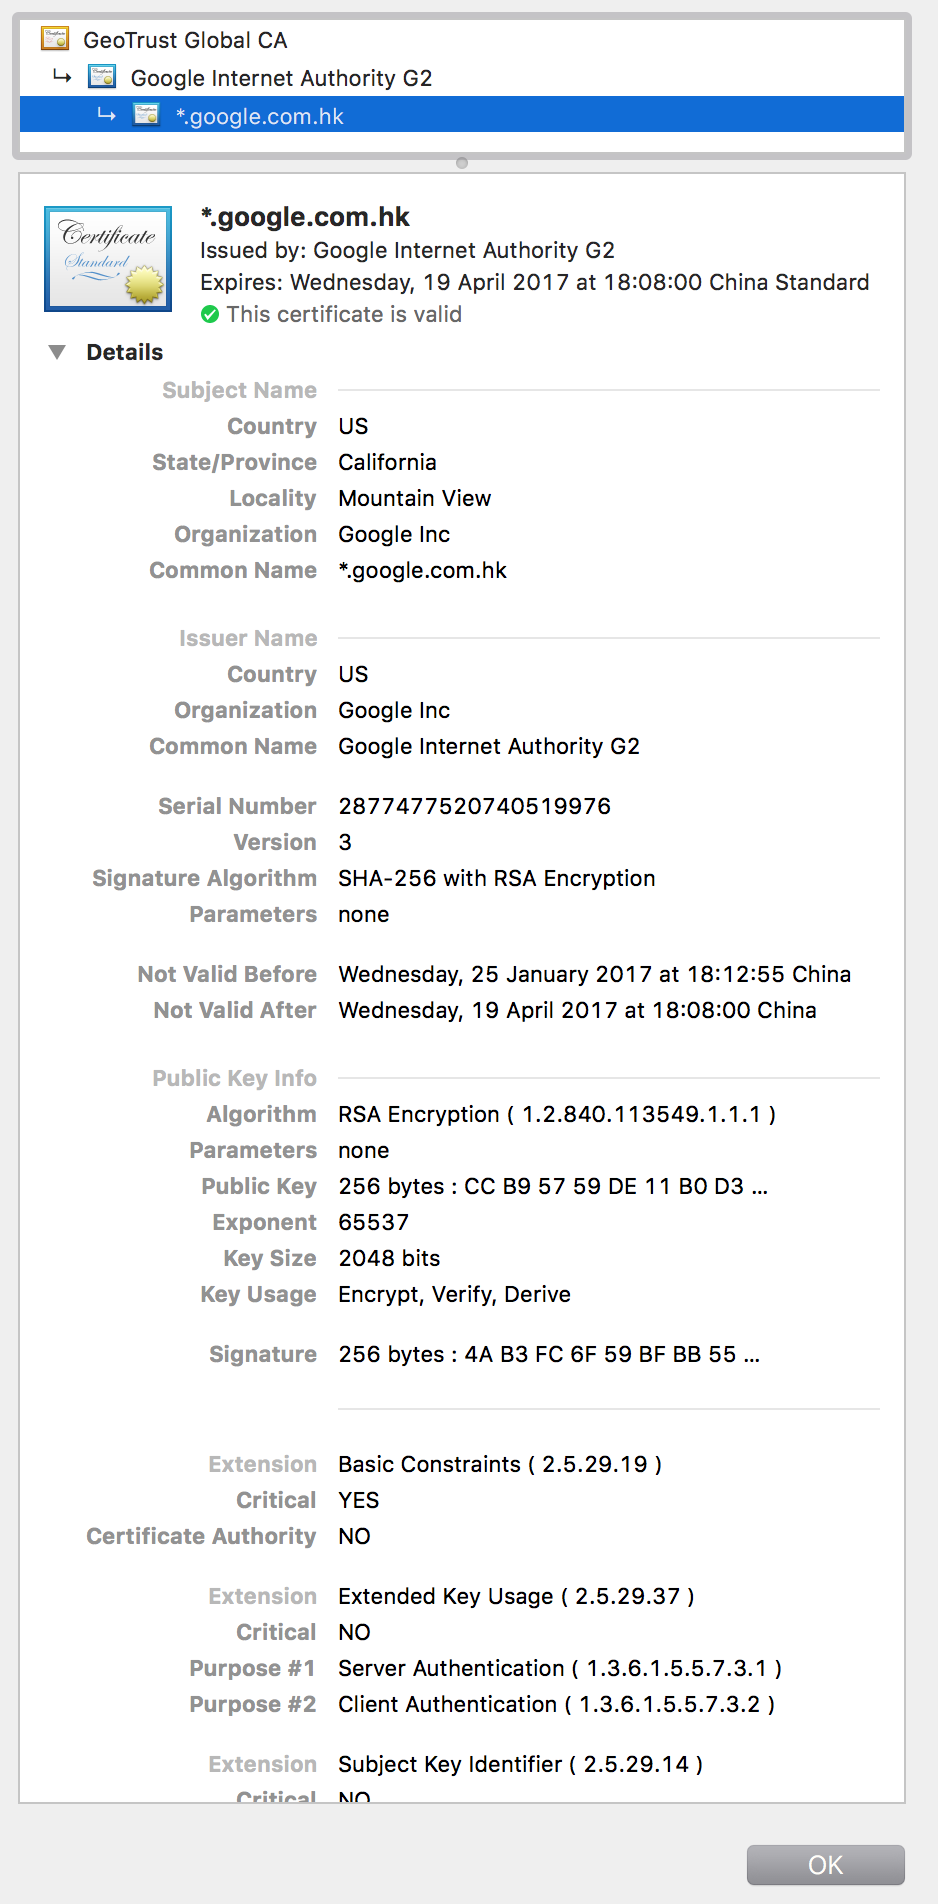 GeoTrust Global CA
Google Internet Authority G2
*.google.com.hk
Certificate
Standard
*.google.com.hk
Issued by: Google Internet Authority G2
Expires: Wednesday, 19 April 2017 at 18:08:00 China Standard
This certificate is valid
Details
Subject Name
Country US
State/Province California
Locality Mountain View
Organization Google Inc
Common Name *.google.com.hk
Issuer Name
Country US
Organization Google Inc
Common Name Google Internet Authority G2
Serial Number 2877477520740519976
Version 3
Signature Algorithm SHA-256 with RSA Encryption
Parameters none
Not Valid Before Wednesday, 25 January 2017 at 18:12:55 China
Not Valid After Wednesday, 19 April 2017 at 18:08:00 China
Public Key Info
Algorithm RSA Encryption ( 1.2.840.113549.1.1.1 )
Parameters none
Public Key 256 bytes : CC B9 57 59 DE 11 B0 D3 ...
Exponent 65537
Key Size 2048 bits
Key Usage Encrypt, Verify, Derive
Signature 256 bytes : 4A B3 FC 6F 59 BF BB 55 ...
Extension Basic Constraints ( 2.5.29.19 )
Critical YES
Certificate Authority NO
Extension Extended Key Usage ( 2.5.29.37 )
Critical NO
Purpose #1 Server Authentication ( 1.3.6.1.5.5.7.3.1 )
Purpose #2 Client Authentication ( 1.3.6.1.5.5.7.3.2 )
Extension Subject Key Identifier ( 2.5.29.14 )
Critical NO
OK